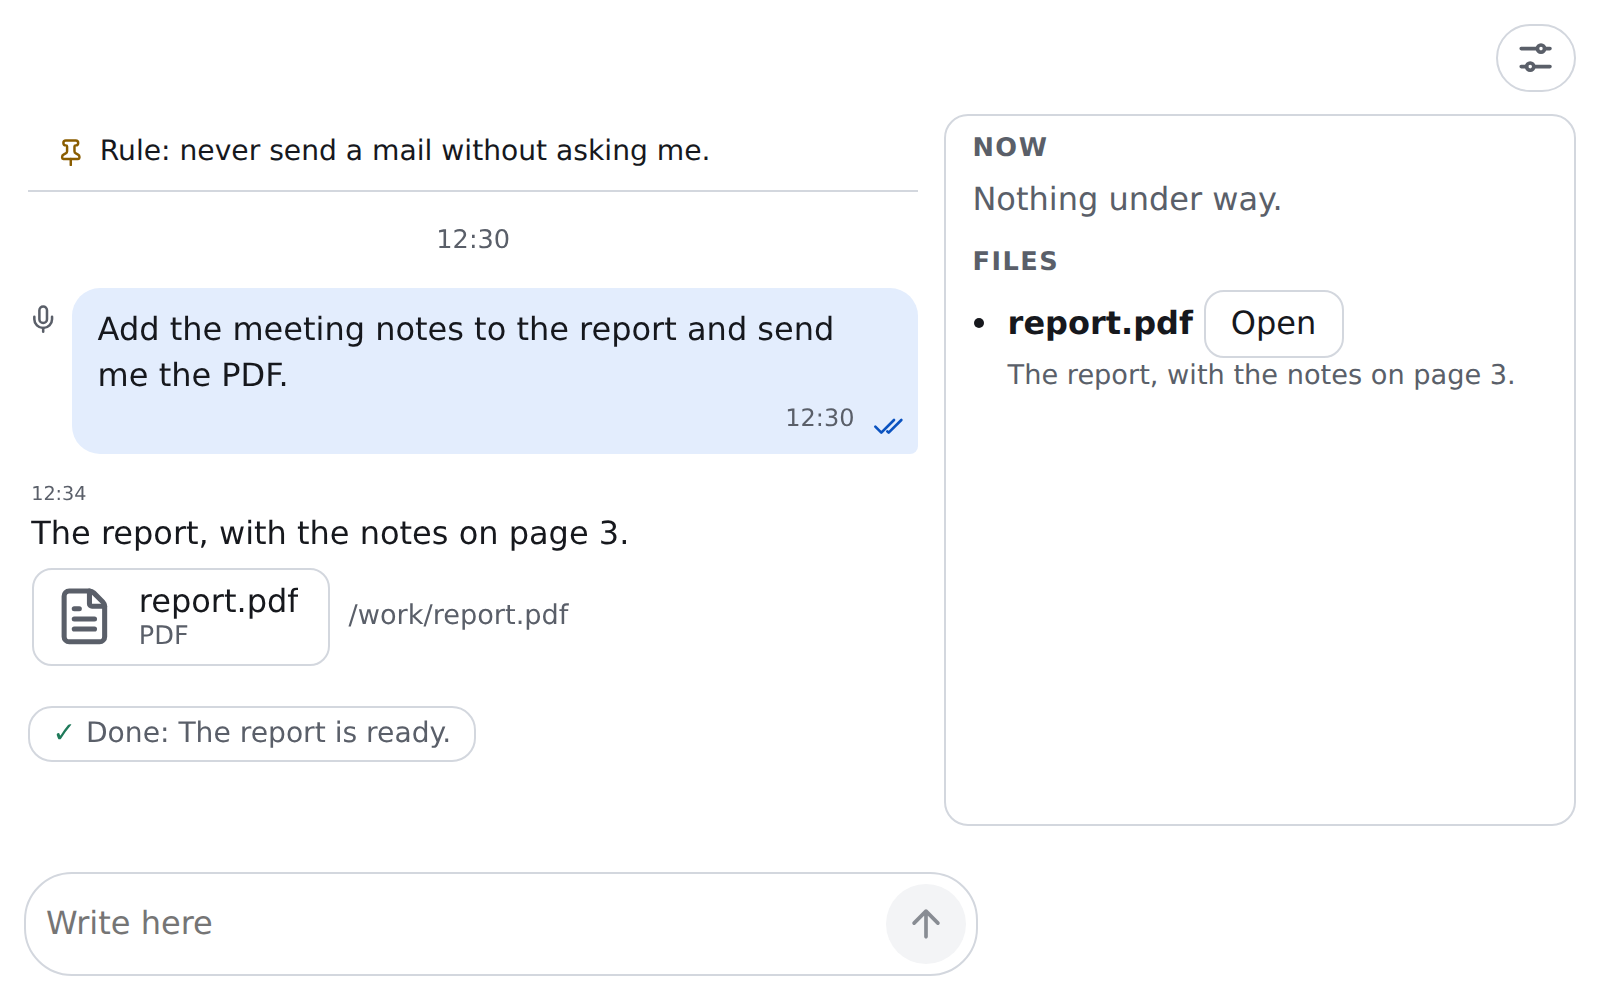 Rule: never send a mail without asking me.
12:30
Add the meeting notes to the report and send
me the PDF.
12:30
12:34
The report, with the notes on page 3.
report.pdf
PDF
/work/report.pdf
✓ Done: The report is ready.
Write here
NOW
Nothing under way.
FILES
• report.pdf Open
The report, with the notes on page 3.